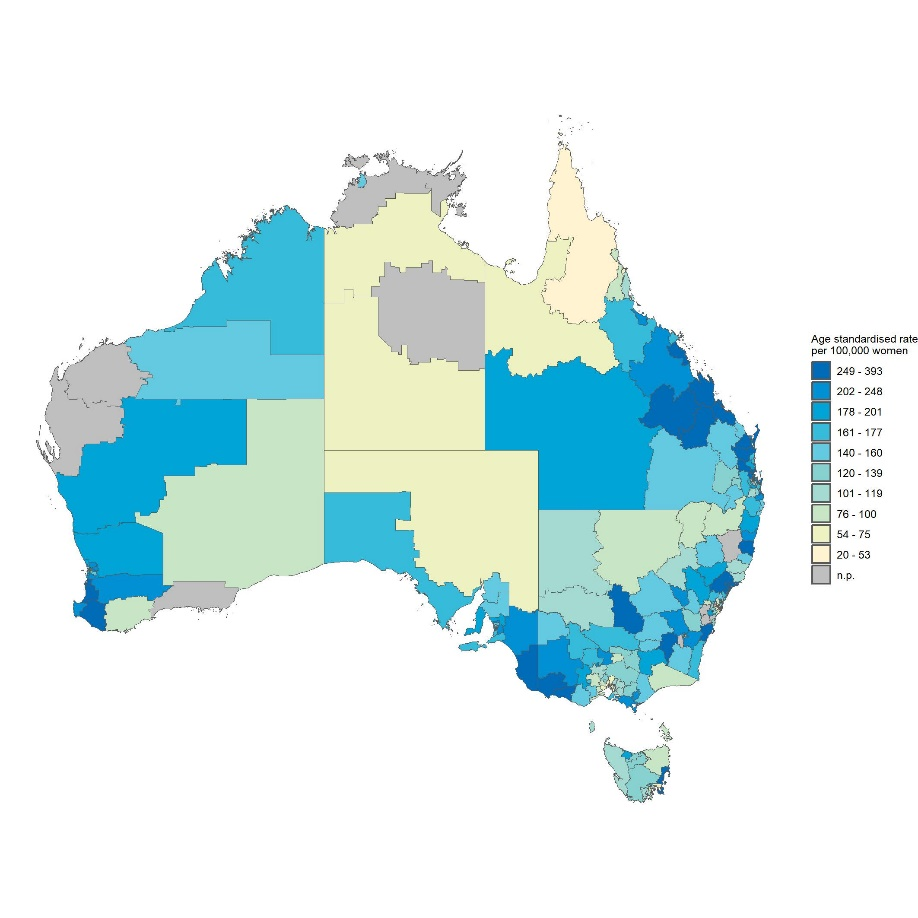 Age standardised rate
per 100,000 women
249 - 393
202 - 248
178 - 201
161 - 177
140 - 160
120 - 139
101 - 119
76 - 100
54 - 75
20 - 53
n.p.